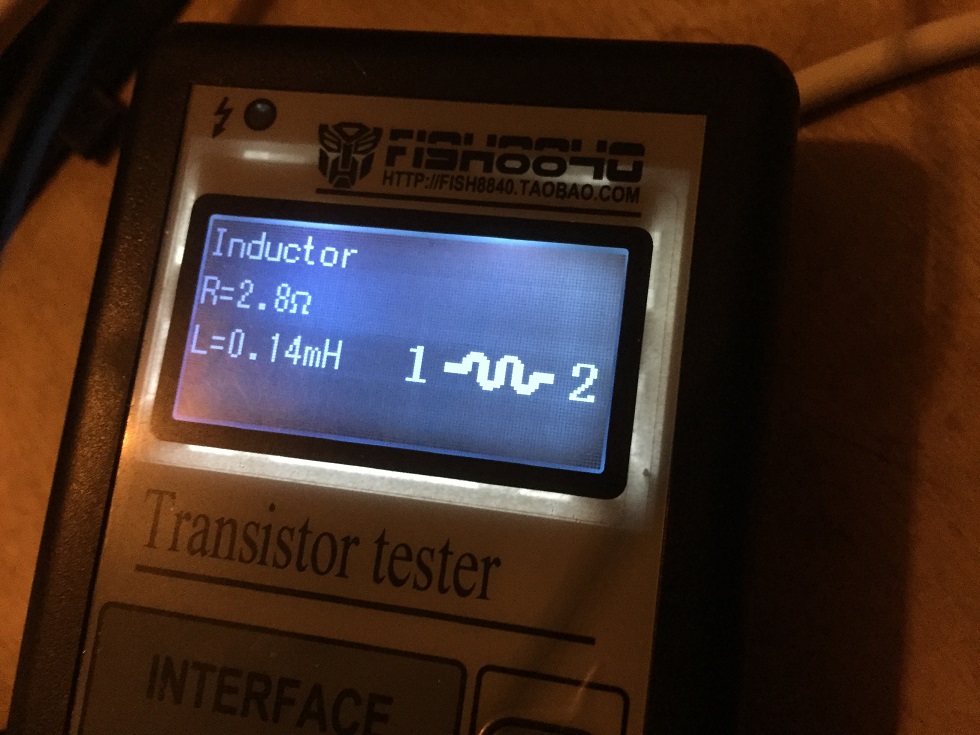 FISH8840
HTTP://FISH8840.TAOBAO.COM
Inductor
R=2.8Ω
L=0.14mH
1 2
Transistor tester
INTERFACE